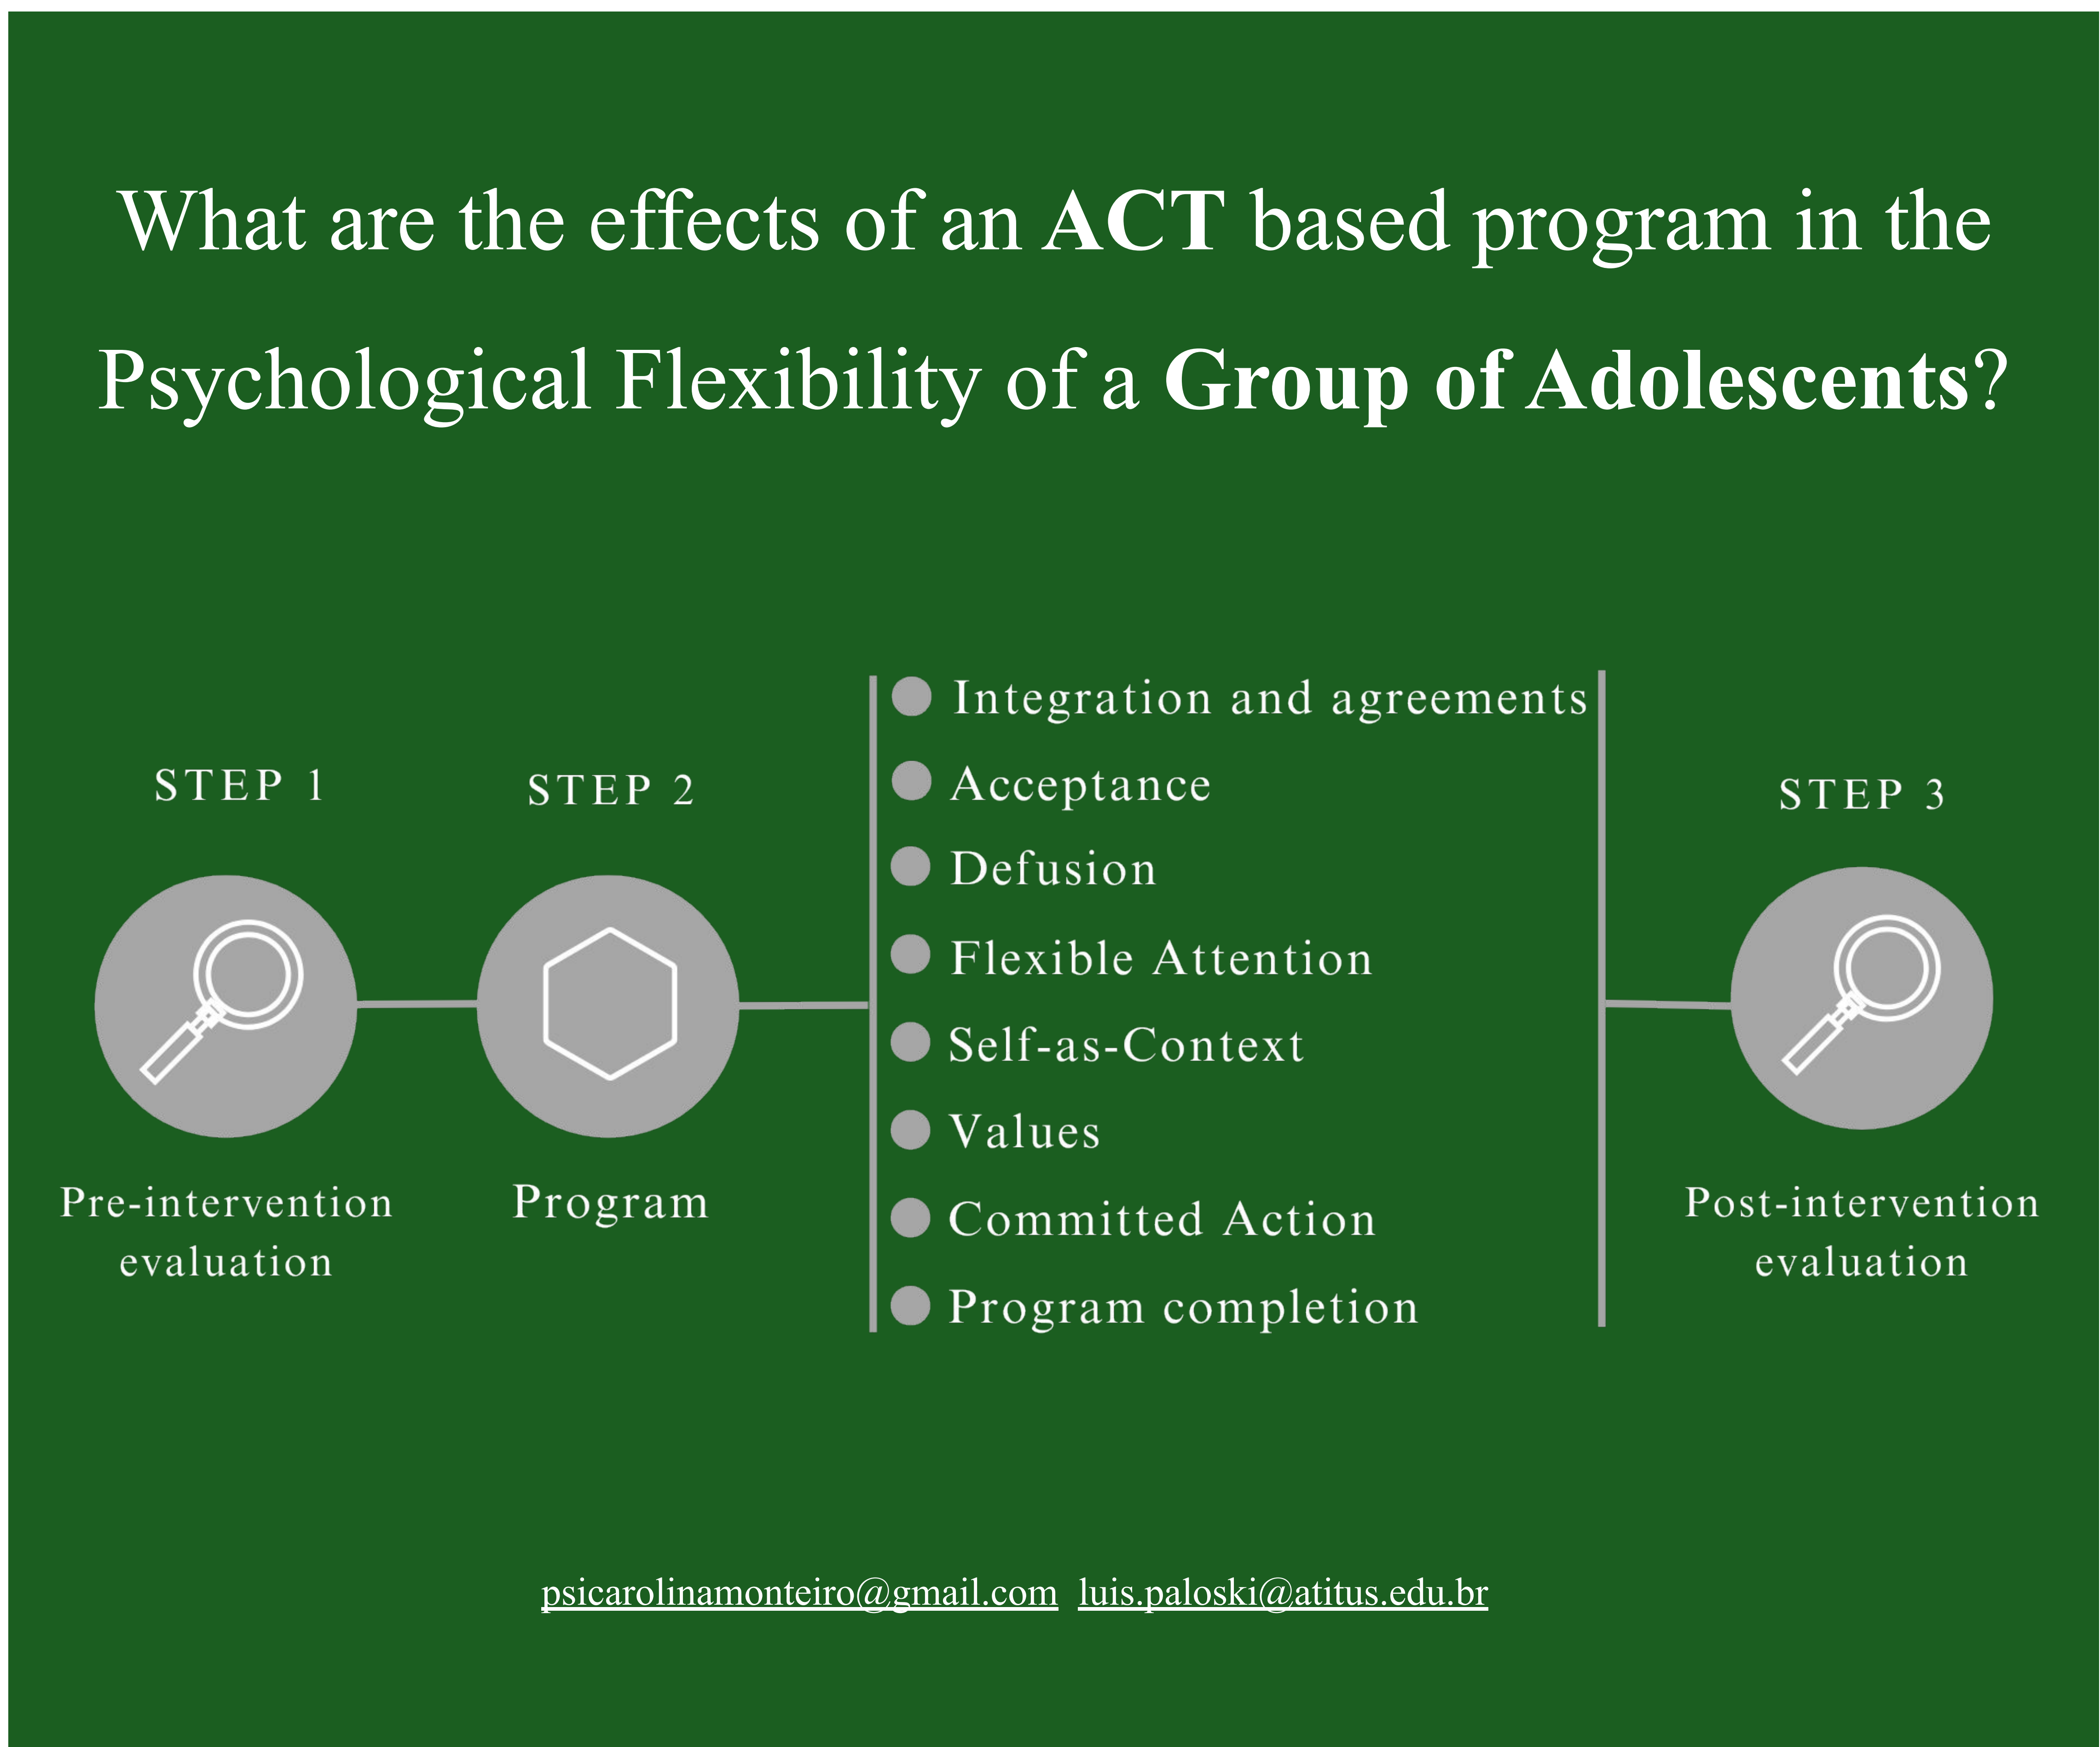 What are the effects of an ACT based program in the
Psychological Flexibility of a Group of Adolescents?
STEP 1
Pre-intervention
evaluation
STEP 2
Program
Integration and agreements
Acceptance
Defusion
Flexible Attention
Self-as-Context
Values
Committed Action
Program completion
STEP 3
Post-intervention
evaluation
psicarolinamonteiro@gmail.com luis.paloski@atitus.edu.br